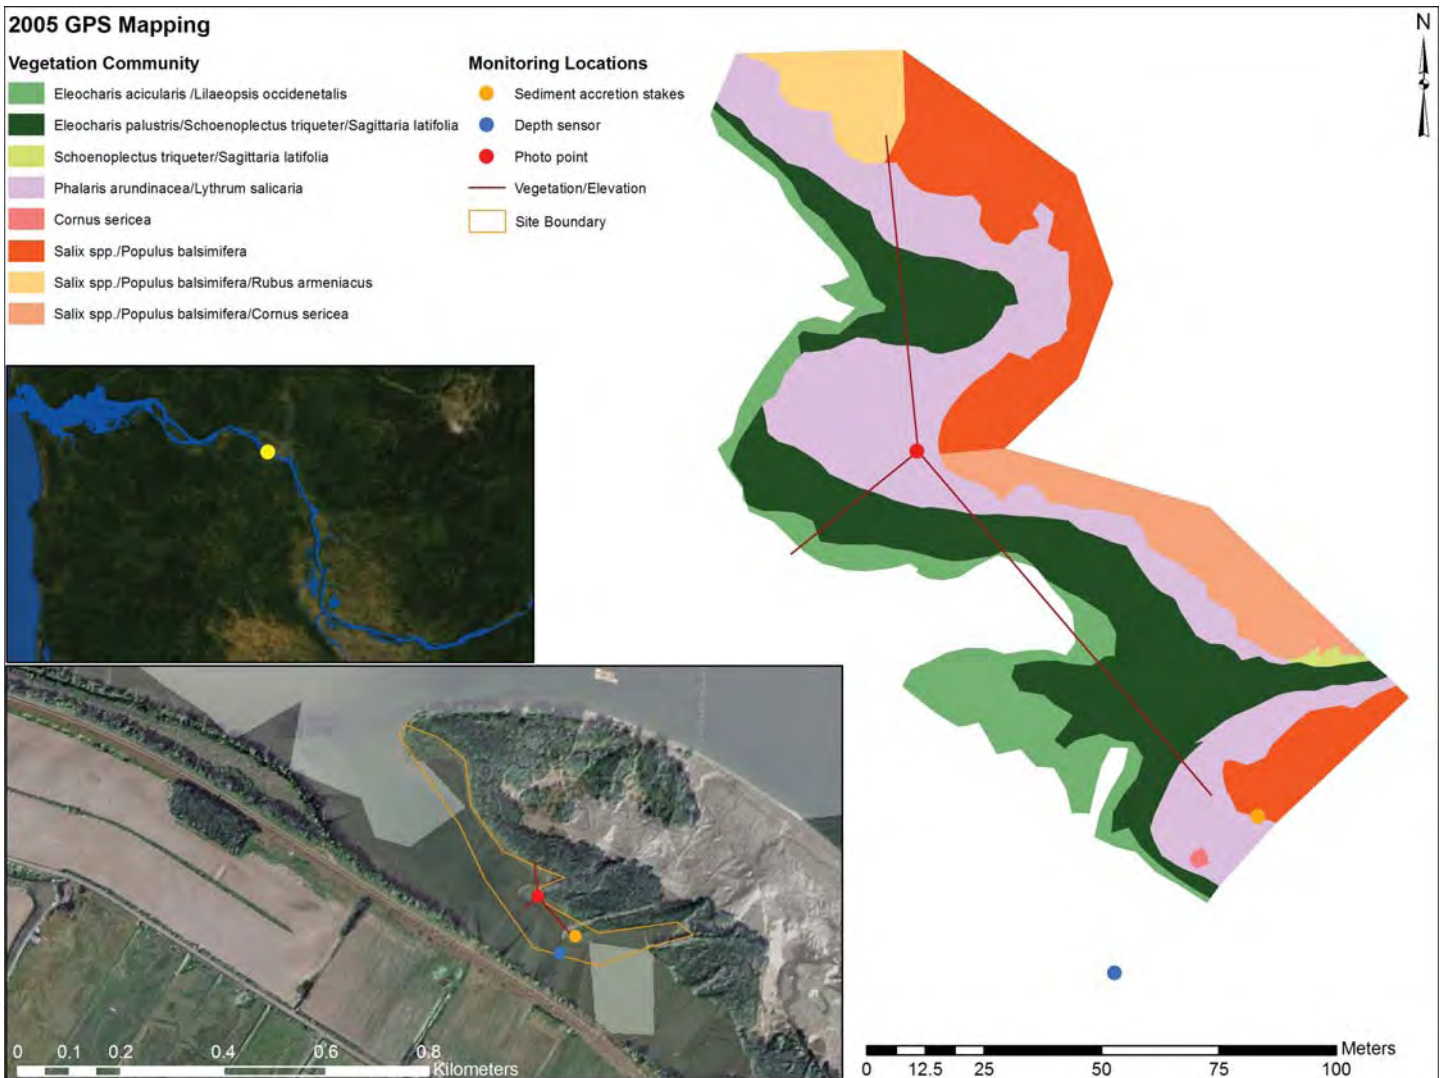 2005 GPS Mapping
Vegetation Community
Eleocharis acicularis /Lilaeopsis occidenetalis
Eleocharis palustris/Schoenoplectus triqueter/Sagittaria latifolia
Schoenoplectus triqueter/Sagittaria latifolia
Phalaris arundinacea/Lythrum salicaria
Cornus sericea
Salix spp./Populus balsimifera
Salix spp./Populus balsimifera/Rubus armeniacus
Salix spp./Populus balsimifera/Cornus sericea
Monitoring Locations
Sediment accretion stakes
Depth sensor
Photo point
Vegetation/Elevation
Site Boundary
N
0 0.1 0.2 0.4 0.6 0.8
Kilometers
Meters
0 12.5 25 50 75 100